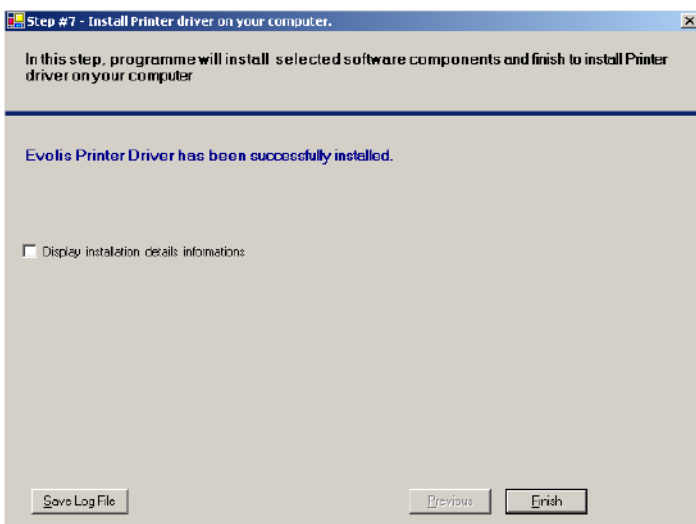 Step #7 - Install Printer driver on your computer.
In this step, programme will install selected software components and finish to install Printer
driver on your computer
Evolis Printer Driver has been successfully installed.
Display installation details informations
Save Log File
Previous
Finish